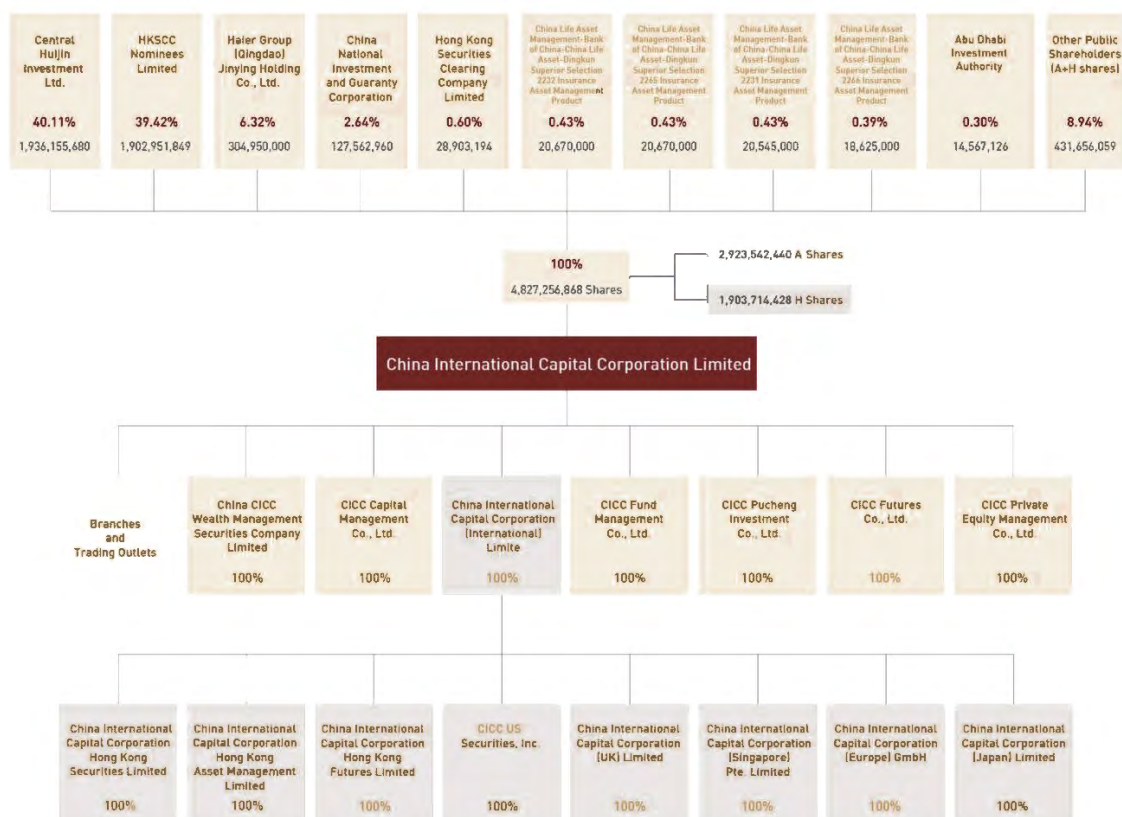 Central
Huijin
Investment
Ltd.
40.11%
1,936,155,680
HKSCC
Nominees
Limited
39.42%
1,902,951,849
Haier Group
(Qingdao)
Jinying Holding
Co., Ltd.
6.32%
304,950,000
China
National
Investment
and Guaranty
Corporation
2.64%
127,562,960
Hong Kong
Securities
Clearing
Company
Limited
0.60%
28,903,194
China Life Asset
Management-Bank
of China-China Life
Asset-Dingkun
Superior Selection
2232 Insurance
Asset Management
Product
0.43%
20,670,000
China Life Asset
Management-Bank
of China-China Life
Asset-Dingkun
Superior Selection
2265 Insurance
Asset Management
Product
0.43%
20,670,000
China Life Asset
Management-Bank
of China-China Life
Asset-Dingkun
Superior Selection
2231 Insurance
Asset Management
Product
0.43%
20,545,000
China Life Asset
Management-Bank
of China-China Life
Asset-Dingkun
Superior Selection
2266 Insurance
Asset Management
Product
0.39%
18,625,000
Abu Dhabi
Investment
Authority
0.30%
14,567,126
Other Public
Shareholders
(A+H shares)
8.94%
431,656,059
100%
4,827,256,868 Shares
2,923,542,440 A Shares
1,903,714,428 H Shares
China International Capital Corporation Limited
Branches
and
Trading Outlets
China CICC
Wealth Management
Securities Company
Limited
100%
CICC Capital
Management
Co., Ltd.
100%
China International
Capital Corporation
(International)
Limite
100%
CICC Fund
Management
Co., Ltd.
100%
CICC Pucheng
Investment
Co., Ltd.
100%
CICC Futures
Co., Ltd.
100%
CICC Private
Equity Management
Co., Ltd.
100%
China International
Capital Corporation
Hong Kong
Securities Limited
100%
China International
Capital Corporation
Hong Kong
Asset Management
Limited
100%
China International
Capital Corporation
Hong Kong
Futures Limited
100%
CICC US
Securities, Inc.
100%
China International
Capital Corporation
(UK) Limited
100%
China International
Capital Corporation
(Singapore)
Pte. Limited
100%
China International
Capital Corporation
(Europe) GmbH
100%
China International
Capital Corporation
(Japan) Limited
100%